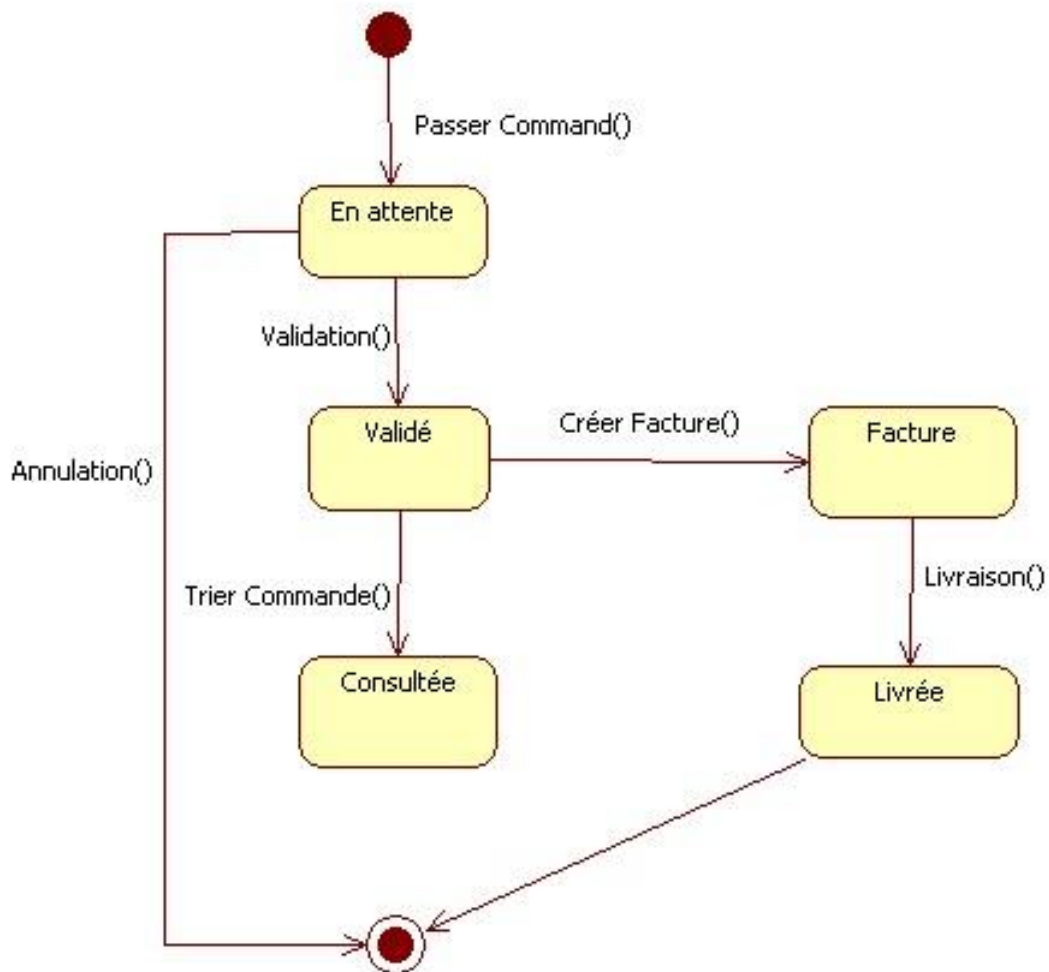 Passer Command()
En attente
Validation()
Validé
Créer Facture()
Facture
Annulation()
Livraison()
Trier Commande()
Consultée
Livrée